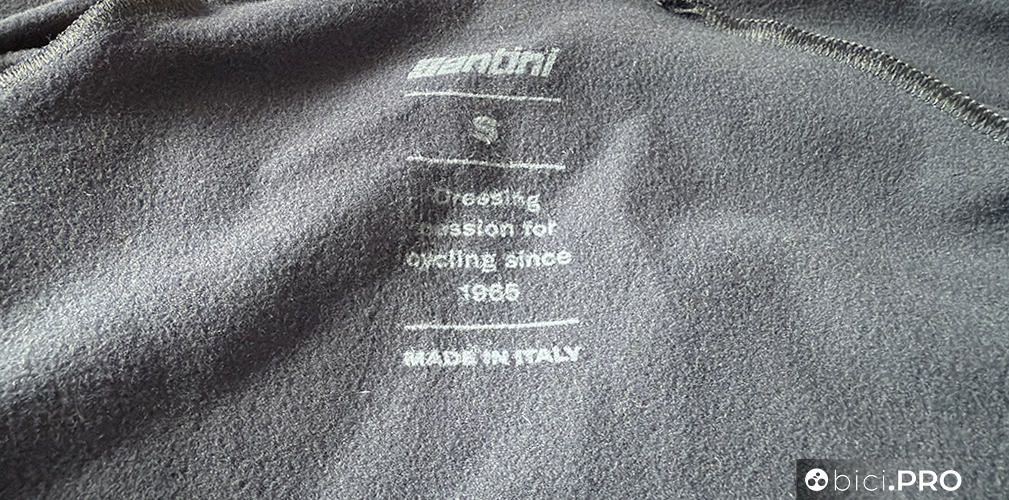 santini
S
Dressing
passion for
cycling since
1965
MADE IN ITALY
bici.PRO